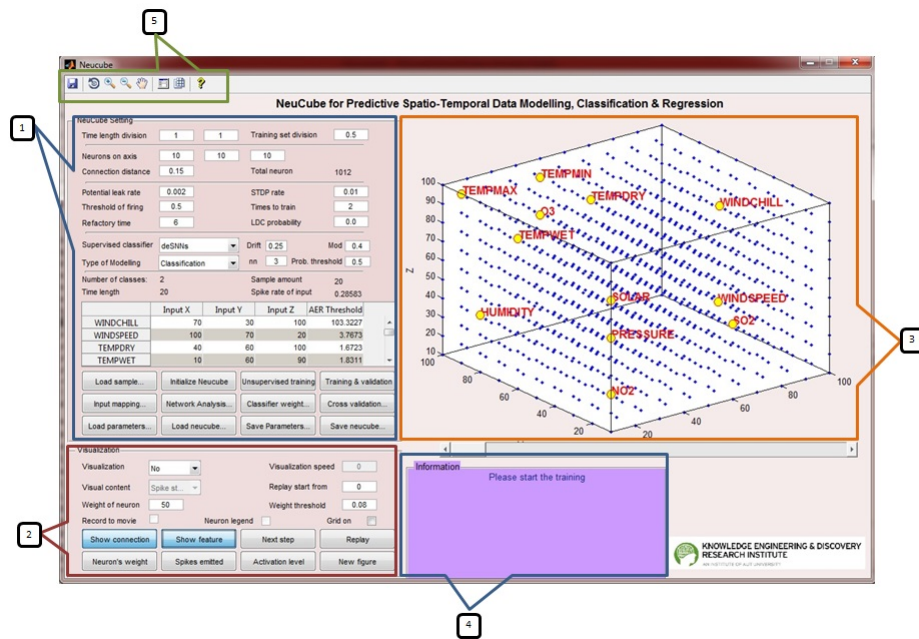 5
Neucube
NeuCube for Predictive Spatio-Temporal Data Modelling, Classification & Regression
1
NeuCube Setting
Time length division 1 1 Training set division 0.5
Neurons on axis 10 10 10
Connection distance 0.15 Total neuron 1012
Potential leak rate 0.002 STDP rate 0.01
Threshold of firing 0.5 Times to train 2
Refactory time 6 LDC probability 0.0
Supervised classifier deSNNs Drift 0.25 Mod 0.4
Type of Modelling Classification nn 3 Prob. threshold 0.5
Number of classes: 2 Sample amount 20
Time length 20 Spike rate of input 0.28583
Input X Input Y Input Z AER Threshold
WINDCHILL 70 30 100 103.3227
WINDSPEED 100 70 20 3.7673
TEMPDRY 40 60 100 1.6723
TEMPWET 10 60 90 1.8311
Load sample... Initialize Neucube Unsupervised training Training & validation
Input mapping... Network Analysis... Classifier weight... Cross validation...
Load parameters... Load neucube... Save Parameters... Save neucube...
TEMPMIN
TEMPMAX
TEMPDRY
WINDCHILL
O3
TEMPWET
SOLAR
WINDSPEED
HUMIDITY
SO2
PRESSURE
NO2
Z
100
90
80
70
60
50
40
30
20
10
100
80
60
40
20
20
40
60
80
100
3
2
Visualization
Visualization No Visualization speed 0
Visual content Spike st... Replay start from 0
Weight of neuron 50 Weight threshold 0.08
Record to movie Neuron legend Grid on
Show connection Show feature Next step Replay
Neuron's weight Spikes emitted Activation level New figure
Information
Please start the training
KNOWLEDGE ENGINEERING & DISCOVERY
RESEARCH INSTITUTE
AN INSTITUTE OF AUT UNIVERSITY
4